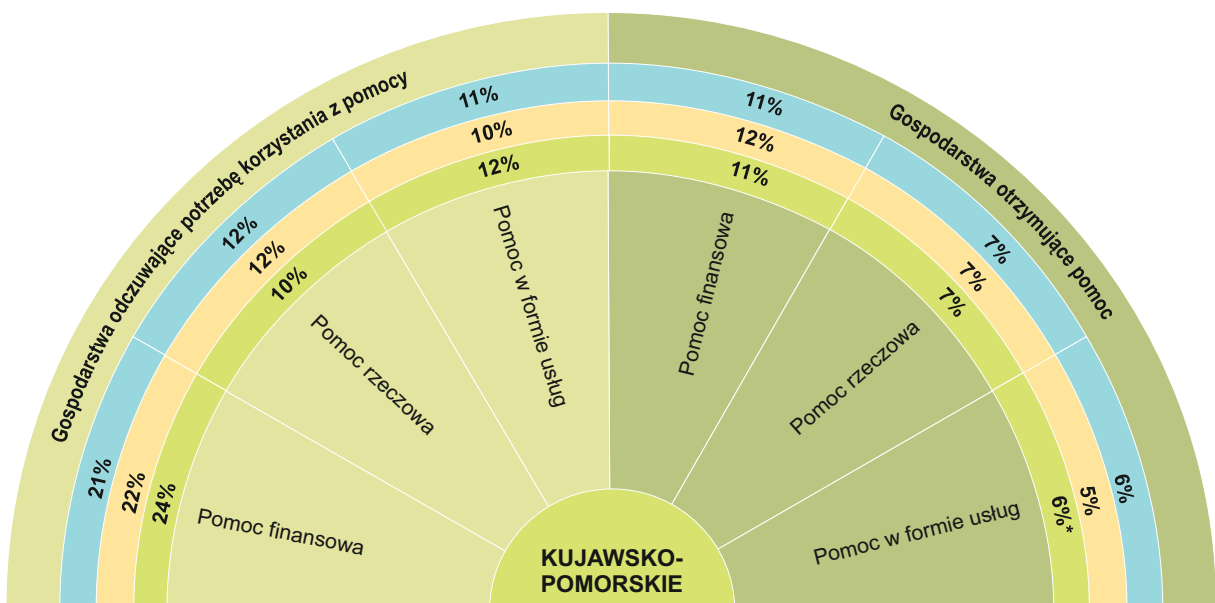 Gospodarstwa odczuwające potrzebę korzystania z pomocy
Gospodarstwa otrzymujące pomoc
21%
22%
24%
Pomoc finansowa
12%
12%
10%
Pomoc rzeczowa
11%
10%
12%
Pomoc w formie usług
11%
12%
11%
Pomoc finansowa
7%
7%
7%
Pomoc rzeczowa
6%
5%
6%*
Pomoc w formie usług
KUJAWSKO-
POMORSKIE